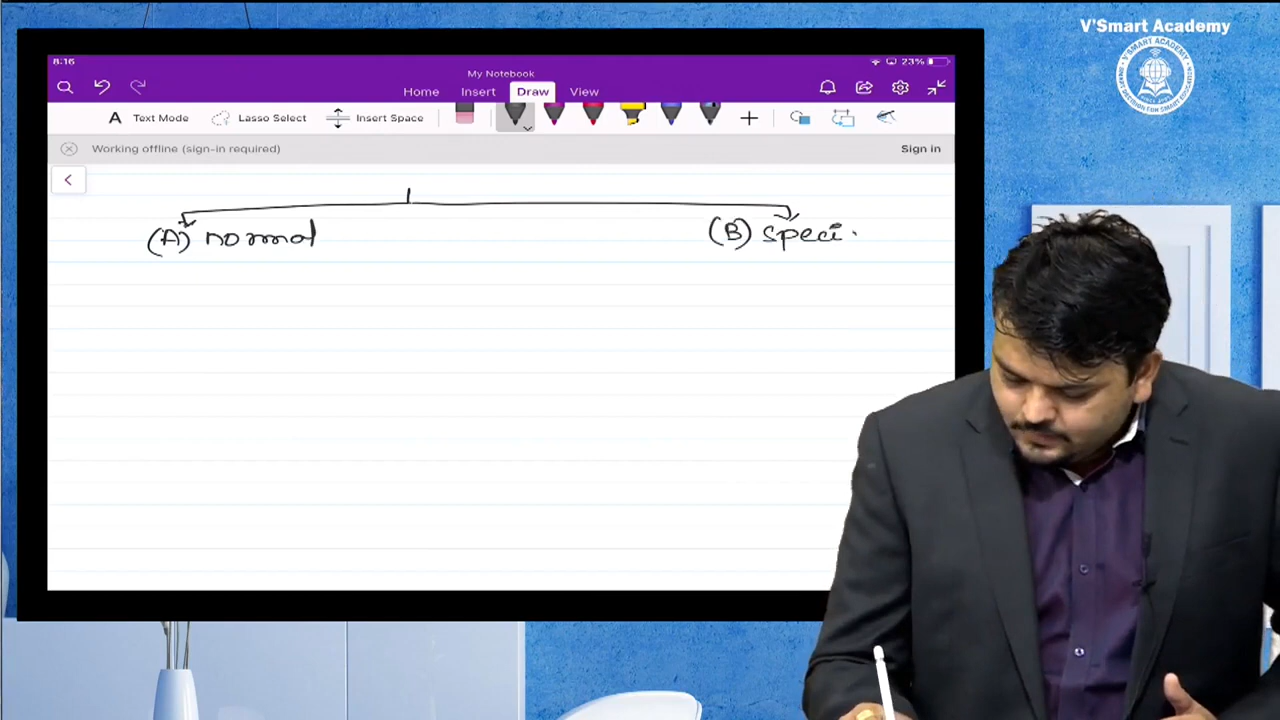 V'Smart Academy
8:16
23%
My Notebook
Home Insert Draw View
A Text Mode Lasso Select Insert Space
Working offline (sign-in required) Sign in
(A) normal (B) speci